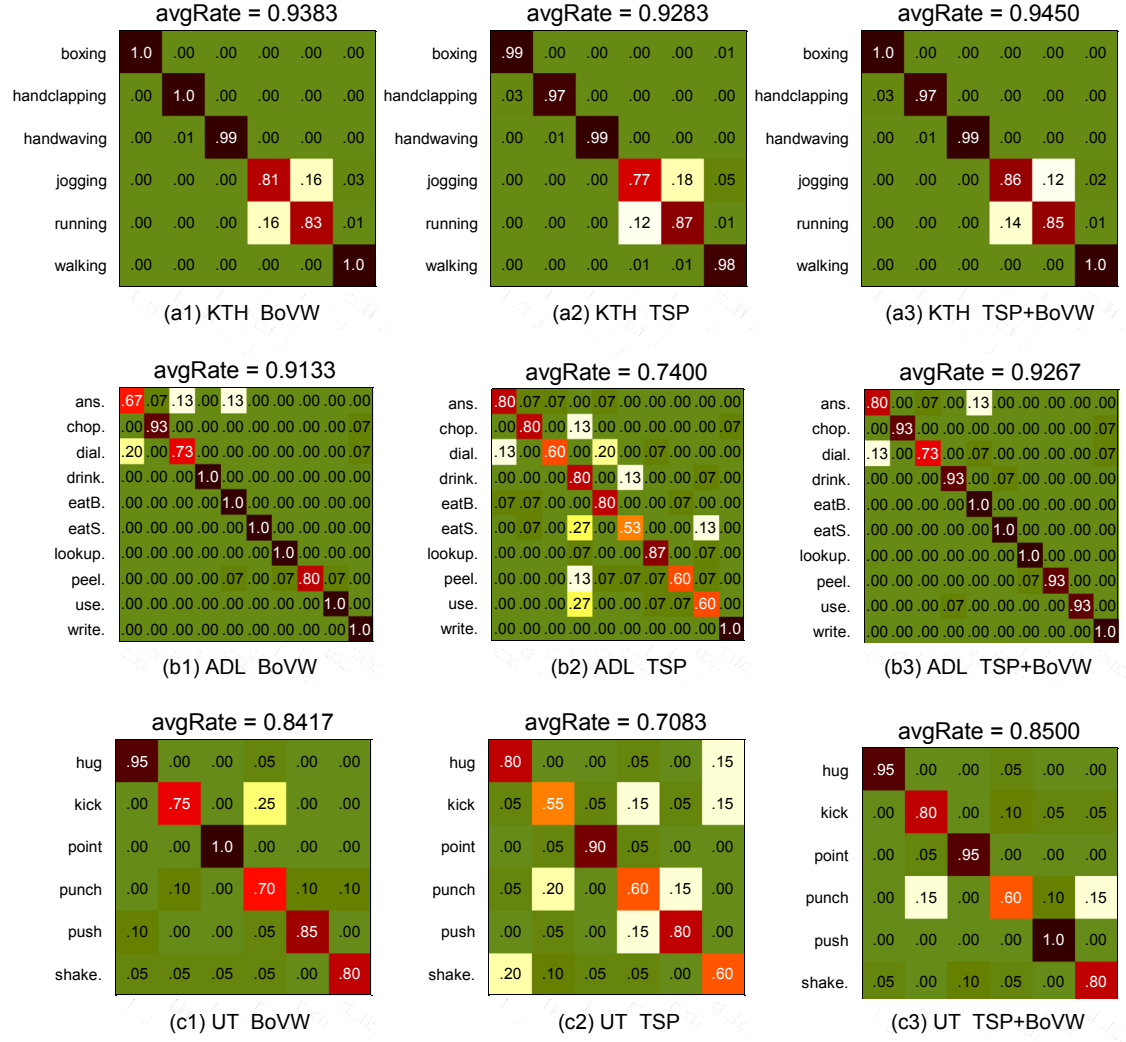 avgRate = 0.9383 avgRate = 0.9283 avgRate = 0.9450
boxing 1.0 .00 .00 .00 .00 .00 boxing .99 .00 .00 .00 .00 .01 boxing 1.0 .00 .00 .00 .00 .00
handclapping .00 1.0 .00 .00 .00 .00 handclapping .03 .97 .00 .00 .00 .00 handclapping .03 .97 .00 .00 .00 .00
handwaving .00 .01 .99 .00 .00 .00 handwaving .00 .01 .99 .00 .00 .00 handwaving .00 .01 .99 .00 .00 .00
jogging .00 .00 .00 .81 .16 .03 jogging .00 .00 .00 .77 .18 .05 jogging .00 .00 .00 .86 .12 .02
running .00 .00 .00 .16 .83 .01 running .00 .00 .00 .12 .87 .01 running .00 .00 .00 .14 .85 .01
walking .00 .00 .00 .00 .00 1.0 walking .00 .00 .00 .01 .01 .98 walking .00 .00 .00 .00 .00 1.0
(a1) KTH BoVW (a2) KTH TSP (a3) KTH TSP+BoVW
avgRate = 0.9133 avgRate = 0.7400 avgRate = 0.9267
ans. .67 .07 .13 .00 .13 .00 .00 .00 .00 .00 ans. .80 .07 .07 .00 .07 .00 .00 .00 .00 .00 ans. .80 .00 .07 .00 .13 .00 .00 .00 .00 .00
chop. .00 .93 .00 .00 .00 .00 .00 .00 .00 .07 chop. .00 .80 .00 .13 .00 .00 .00 .00 .00 .07 chop. .00 .93 .00 .00 .00 .00 .00 .00 .00 .07
dial. .20 .00 .73 .00 .00 .00 .00 .00 .00 .07 dial. .13 .00 .60 .00 .20 .00 .07 .00 .00 .00 dial. .13 .00 .73 .00 .07 .00 .00 .00 .00 .07
drink. .00 .00 .00 1.0 .00 .00 .00 .00 .00 .00 drink. .00 .00 .00 .80 .00 .13 .00 .00 .07 .00 drink. .00 .00 .00 .93 .00 .07 .00 .00 .00 .00
eatB. .00 .00 .00 .00 1.0 .00 .00 .00 .00 .00 eatB. .07 .07 .00 .00 .80 .00 .00 .07 .00 .00 eatB. .00 .00 .00 .00 1.0 .00 .00 .00 .00 .00
eatS. .00 .00 .00 .00 .00 1.0 .00 .00 .00 .00 eatS. .00 .07 .00 .27 .00 .53 .00 .00 .13 .00 eatS. .00 .00 .00 .00 .00 1.0 .00 .00 .00 .00
lookup. .00 .00 .00 .00 .00 .00 1.0 .00 .00 .00 lookup. .00 .00 .00 .07 .00 .00 .87 .00 .07 .00 lookup. .00 .00 .00 .00 .00 .00 1.0 .00 .00 .00
peel. .00 .00 .00 .00 .07 .00 .07 .80 .07 .00 peel. .00 .00 .00 .13 .07 .07 .07 .60 .07 .00 peel. .00 .00 .00 .00 .00 .00 .07 .93 .00 .00
use. .00 .00 .00 .00 .00 .00 .00 .00 1.0 .00 use. .00 .00 .00 .27 .00 .00 .07 .07 .60 .00 use. .00 .00 .00 .07 .00 .00 .00 .00 .93 .00
write. .00 .00 .00 .00 .00 .00 .00 .00 .00 1.0 write. .00 .00 .00 .00 .00 .00 .00 .00 .00 1.0 write. .00 .00 .00 .00 .00 .00 .00 .00 .00 1.0
(b1) ADL BoVW (b2) ADL TSP (b3) ADL TSP+BoVW
avgRate = 0.8417 avgRate = 0.7083 avgRate = 0.8500
hug .95 .00 .00 .05 .00 .00 hug .80 .00 .00 .05 .00 .15 hug .95 .00 .00 .05 .00 .00
kick .00 .75 .00 .25 .00 .00 kick .05 .55 .05 .15 .05 .15 kick .00 .80 .00 .10 .05 .05
point .00 .00 1.0 .00 .00 .00 point .00 .05 .90 .05 .00 .00 point .00 .05 .95 .00 .00 .00
punch .00 .10 .00 .70 .10 .10 punch .05 .20 .00 .60 .15 .00 punch .00 .15 .00 .60 .10 .15
push .10 .00 .00 .05 .85 .00 push .05 .00 .00 .15 .80 .00 push .00 .00 .00 .00 1.0 .00
shake. .05 .05 .05 .05 .00 .80 shake. .20 .10 .05 .05 .00 .60 shake. .05 .00 .10 .05 .00 .80
(c1) UT BoVW (c2) UT TSP (c3) UT TSP+BoVW